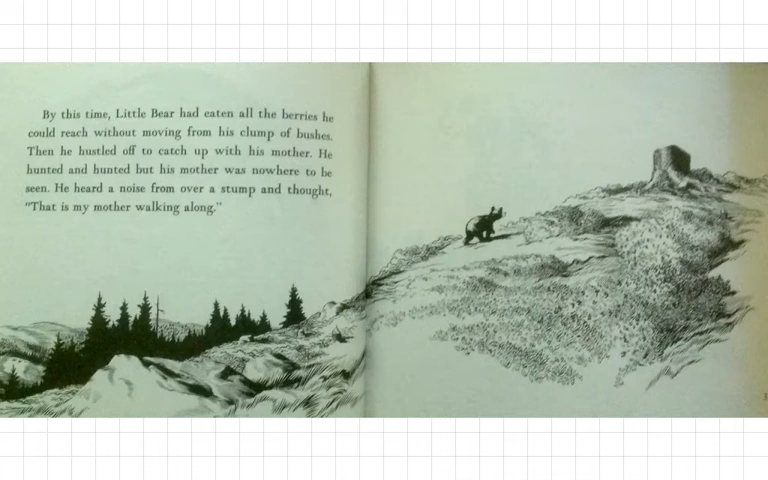 By this time, Little Bear had eaten all the berries he
could reach without moving from his clump of bushes.
Then he hustled off to catch up with his mother. He
hunted and hunted but his mother was nowhere to be
seen. He heard a noise from over a stump and thought,
"That is my mother walking along."